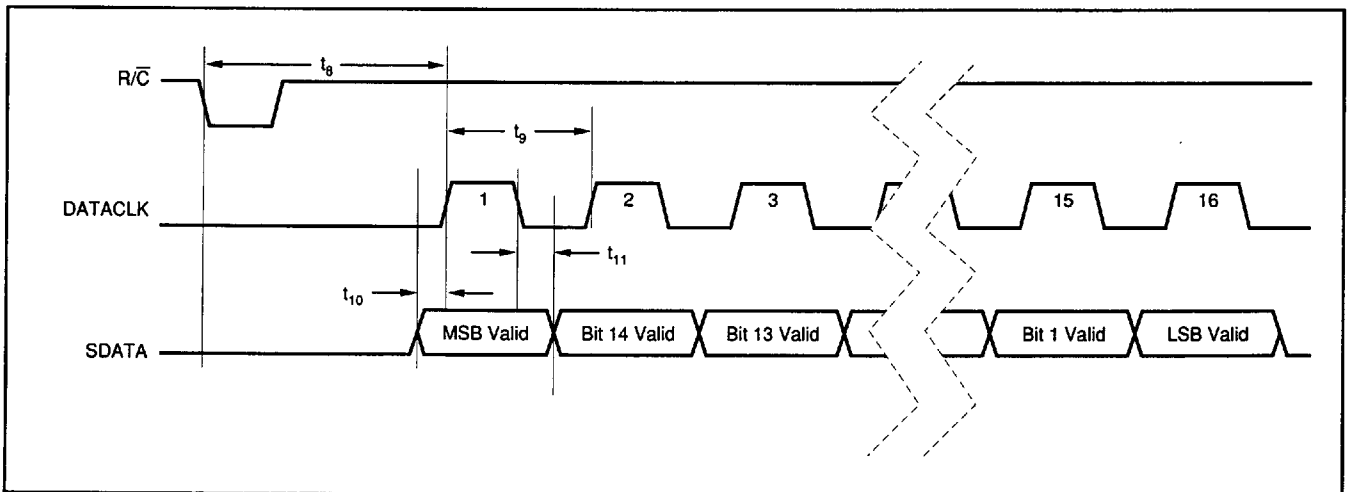 R/C̅
t8
t9
DATACLK
1
2
3
15
16
t11
t10
SDATA
MSB Valid
Bit 14 Valid
Bit 13 Valid
Bit 1 Valid
LSB Valid